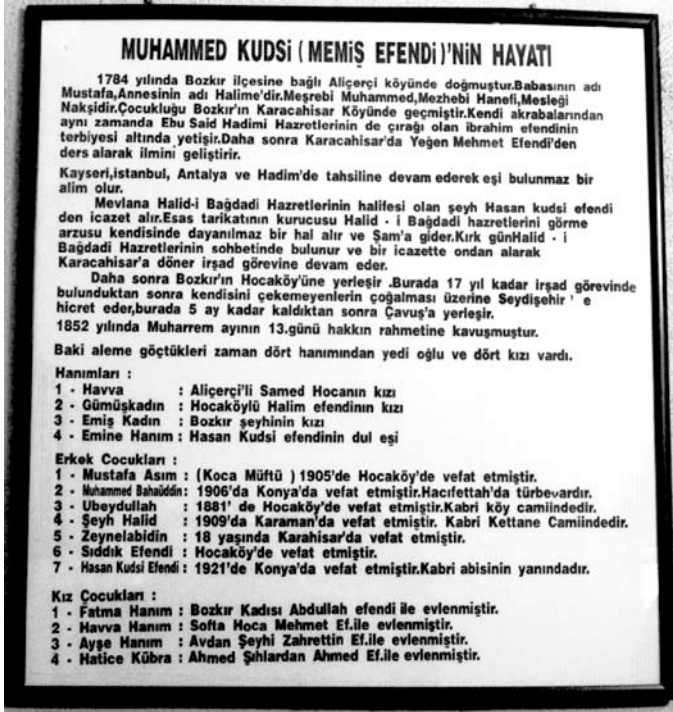 MUHAMMED KUDSi ( MEMiŞ EFENDi )'NiN HAYATI
1784 yılında Bozkır ilçesine bağlı Aliçerçi köyünde doğmuştur.Babasının adı
Mustafa,Annesinin adı Halime'dir.Meşrebi Muhammed,Mezhebi Hanefi,Mesleği
Nakşidir.Çocukluğu Bozkır'ın Karacahisar Köyünde geçmiştir.Kendi akrabalarından
aynı zamanda Ebu Said Hadimi Hazretlerinin de çırağı olan ibrahim efendinin
terbiyesi altında yetişir.Daha sonra Karacahisar'da Yeğen Mehmet Efendi'den
ders alarak ilmini geliştirir.
Kayseri,istanbul, Antalya ve Hadim'de tahsiline devam ederek eşi bulunmaz bir
alim olur.
Mevlana Halid-i Bağdadi Hazretlerinin halifesi olan şeyh Hasan kudsi efendi
den icazet alır.Esas tarikatının kurucusu Halid - i Bağdadi hazretlerini görme
arzusu kendisinde dayanılmaz bir hal alır ve Şam'a gider.Kırk günHalid - i
Bağdadi Hazretlerinin sohbetinde bulunur ve bir icazette ondan alarak
Karacahisar'a döner irşad görevine devam eder.
Daha sonra Bozkır'ın Hocaköy'üne yerleşir .Burada 17 yıl kadar irşad görevinde
bulunduktan sonra kendisini çekemeyenlerin çoğalması üzerine Seydişehir ' e
hicret eder,burada 5 ay kadar kaldıktan sonra Çavuş'a yerleşir.
1852 yılında Muharrem ayının 13.günü hakkın rahmetine kavuşmuştur.
Baki aleme göçtükleri zaman dört hanımından yedi oğlu ve dört kızı vardı.
Hanımları :
1 - Havva : Aliçerçi'li Samed Hocanın kızı
2 - Gümüşkadın : Hocaköylü Halim efendinin kızı
3 - Emiş Kadın : Bozkır şeyhinin kızı
4 - Emine Hanım : Hasan Kudsi efendinin dul eşi
Erkek Cocukları :
1 - Mustafa Asım : (Koca Müftü ) 1905'de Hocaköy'de vefat etmiştir.
2 - Muhammed Bahaüddin : 1906'da Konya'da vefat etmiştir.Hacıfettah'da türbevardır.
3 - Ubeydullah : 1881' de Hocaköy'de vefat etmiştir.Kabri köy camiindedir.
4 - Şeyh Halid : 1909'da Karaman'da vefat etmiştir. Kabri Kettane Camiindedir.
5 - Zeynelabidin : 18 yaşında Karahisar'da vefat etmiştir.
6 - Sıddık Efendi : Hocaköy'de vefat etmiştir.
7 - Hasan Kudsi Efendi : 1921'de Konya'da vefat etmiştir.Kabri abisinin yanındadır.
Kız Çocukları :
1 - Fatma Hanım : Bozkır Kadısı Abdullah efendi ile evlenmiştir.
2 - Havva Hanım : Softa Hoca Mehmet Ef.ile evlenmiştir.
3 - Ayşe Hanım : Avdan Şeyhi Zahrettin Ef.ile evlenmiştir.
4 - Hatice Kübra : Ahmed Şıhlardan Ahmed Ef.ile evlenmiştir.